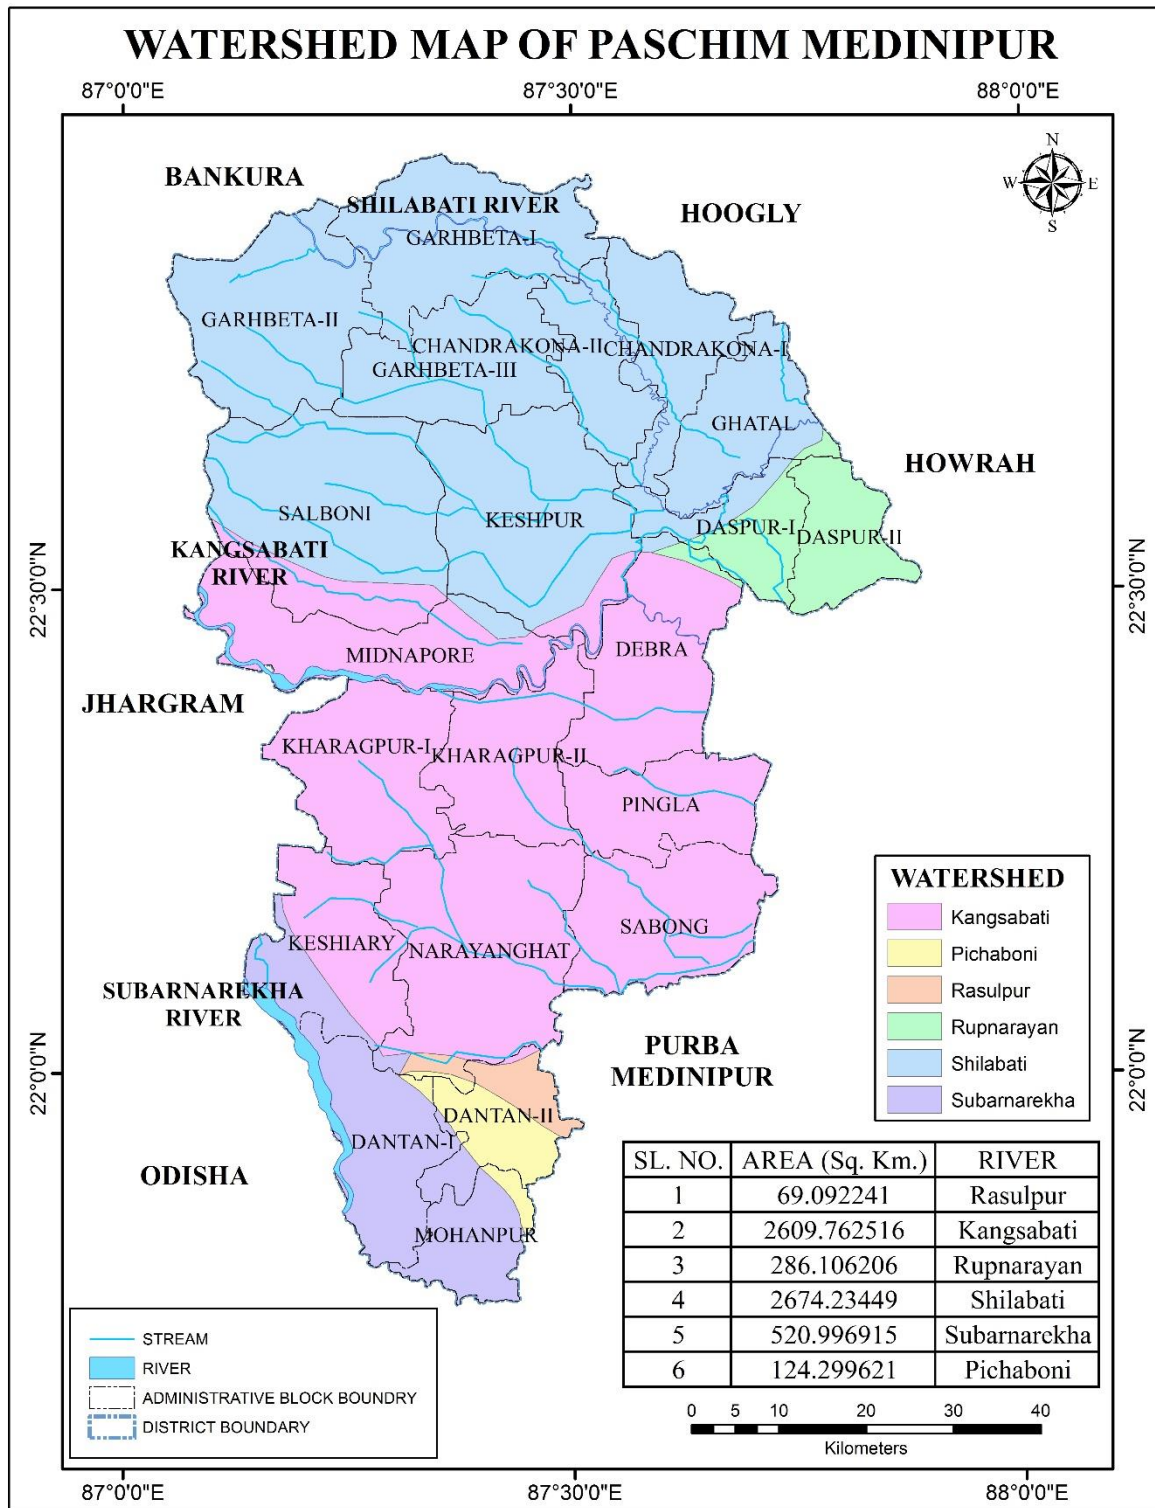 WATERSHED MAP OF PASCHIM MEDINIPUR
87°0'0"E
87°30'0"E
88°0'0"E
N
W
E
S
BANKURA
HOOGLY
SHILABATI RIVER
GARHBETA-I
GARHBETA-II
CHANDRAKONA-II
CHANDRAKONA-I
GARHBETA-III
GHATAL
HOWRAH
SALBONI
KESHPUR
DASPUR-I
DASPUR-II
KANGSABATI
RIVER
22°30'0"N
22°30'0"N
MIDNAPORE
DEBRA
JHARGRAM
KHARAGPUR-I
KHARAGPUR-II
PINGLA
SABONG
KESHIARY
NARAYANGHAT
SUBARNAREKHA
RIVER
22°0'0"N
22°0'0"N
PURBA
MEDINIPUR
DANTAN-II
DANTAN-I
ODISHA
MOHANPUR
WATERSHED
Kangsabati
Pichaboni
Rasulpur
Rupnarayan
Shilabati
Subarnarekha
SL. NO. AREA (Sq. Km.) RIVER
1 69.092241 Rasulpur
2 2609.762516 Kangsabati
3 286.106206 Rupnarayan
4 2674.23449 Shilabati
5 520.996915 Subarnarekha
6 124.299621 Pichaboni
STREAM
RIVER
ADMINISTRATIVE BLOCK BOUNDRY
DISTRICT BOUNDARY
0 5 10 20 30 40
Kilometers
87°0'0"E
87°30'0"E
88°0'0"E